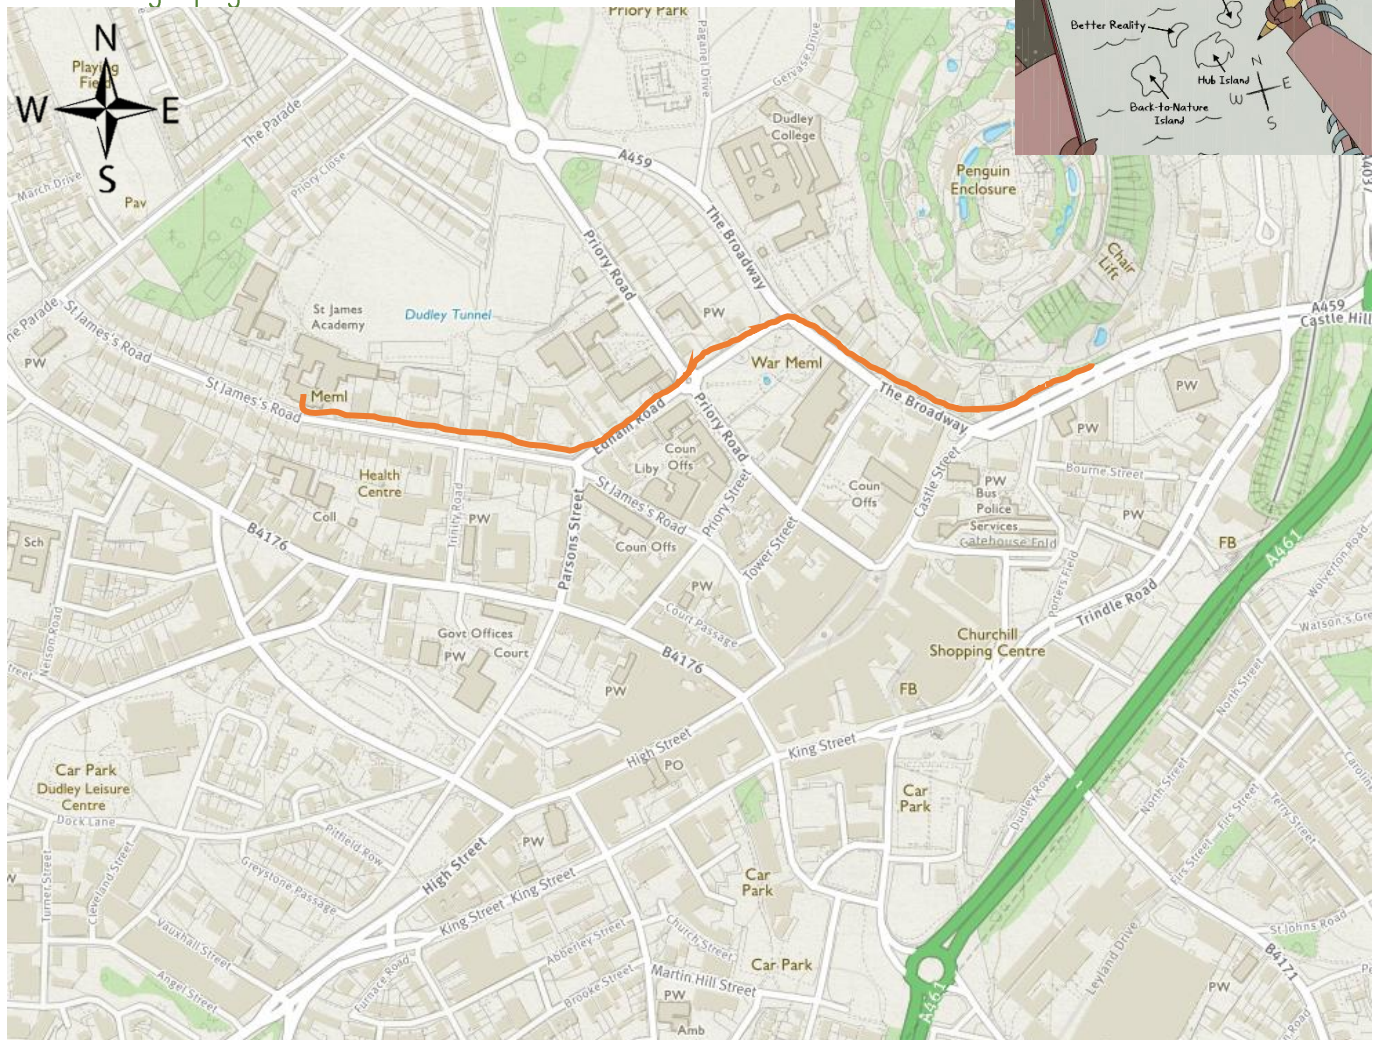 Priory Park
Better Reality
Hub Island
N
W
E
S
Back-to-Nature
Island
N
W
E
S
Playing
Field
The Parade
Paganel Drive
Gervase Drive
Dudley
College
A459
Penguin
Enclosure
March Drive
Priory Close
Pav
The Broadway
Priory Road
Chair
Lift
A459
Castle Hill
St James
Academy
Dudley Tunnel
PW
St James's Road
PW
War Meml
St James's Road
Meml
The Broadway
PW
PW
Ednam Road
Priory Road
Coun
Offs
Liby
Health
Centre
Coll
Trinity Road
PW
Parsons Street
St James's Road
Priory Street
Coun
Offs
Castle Street
Bourne Street
PW
Bus
Police
Services
Gatehouse Fold
PW
FB
A461
Sch
B4176
Coun Offs
Tower Street
PW
Court Passage
Porters Field
Trindle Road
Wolverton Road
Nelson Road
Govt Offices
PW
Court
B4176
PW
Churchill
Shopping Centre
FB
North Street
High Street
King Street
PO
Car Park
Dudley Leisure
Centre
Dock Lane
Car
Park
Dudley Row
North Street
Firs Street
Terry Street
Pitfield Row
PW
Greystone Passage
High Street
Turner Street
Cleveland Street
King Street
King Street
Car
Park
Firs Street
Vauxhall Street
Angel Street
Church Street
Abberley Street
Furnace Road
Brooke Street
Martin Hill Street
Car Park
St Johns Road
B4171
Leyland Drive
PW
PW
Amb
A461